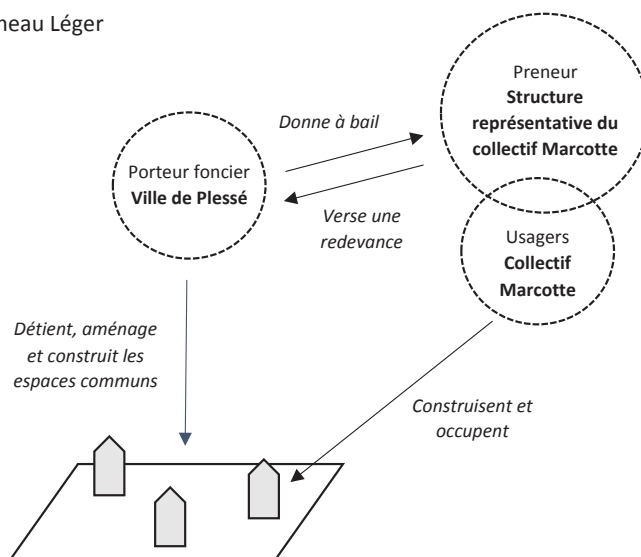 neau Léger
Preneur
Structure
représentative du
collectif Marcotte
Donne à bail
Porteur foncier
Ville de Plessé
Verse une
redevance
Usagers
Collectif
Marcotte
Détient, aménage
et construit les
espaces communs
Construisent et
occupent